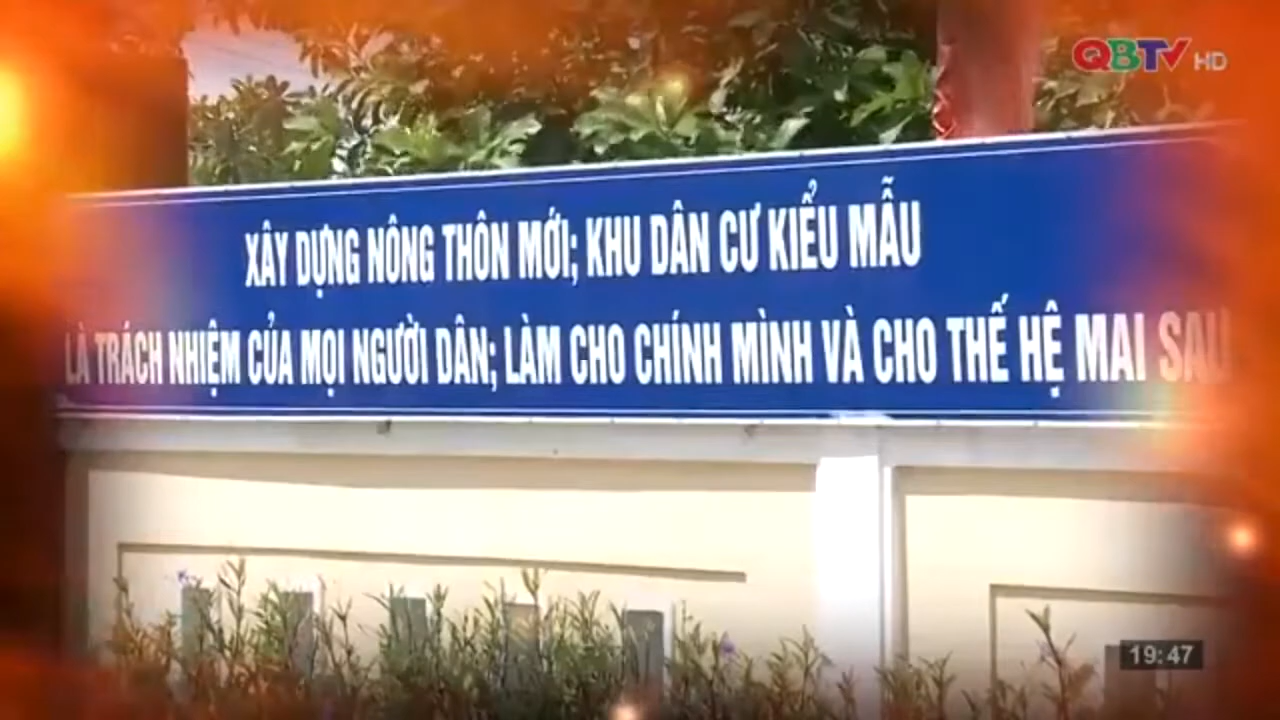 QBTV HD
XÂY DỰNG NÔNG THÔN MỚI; KHU DÂN CƯ KIỂU MẪU
LÀ TRÁCH NHIỆM CỦA MỌI NGƯỜI DÂN; LÀM CHO CHÍNH MÌNH VÀ CHO THẾ HỆ MAI SAU
19:47